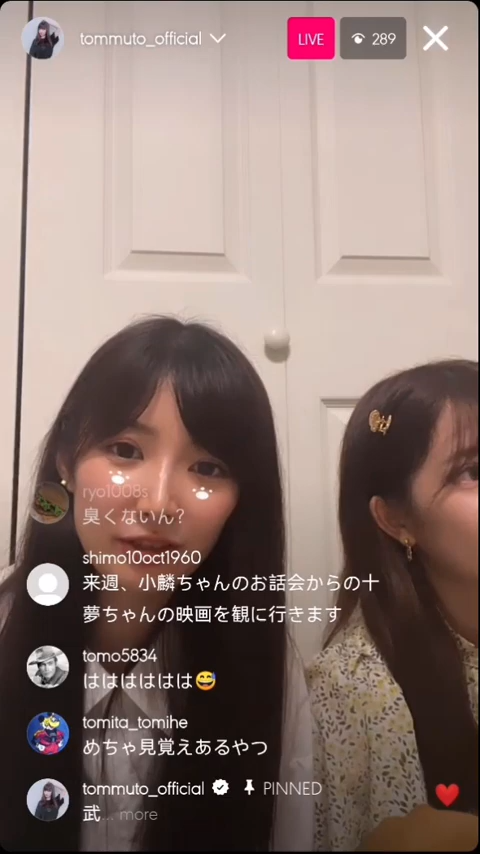 tommuto_official
LIVE
289
ryo1008s
臭くないん?
shimo10oct1960
来週、小麟ちゃんのお話会からの十
夢ちゃんの映画を観に行きます
tomo5834
はははははは😅
tomita_tomihe
めちゃ見覚えあるやつ
tommuto_official PINNED
武... more